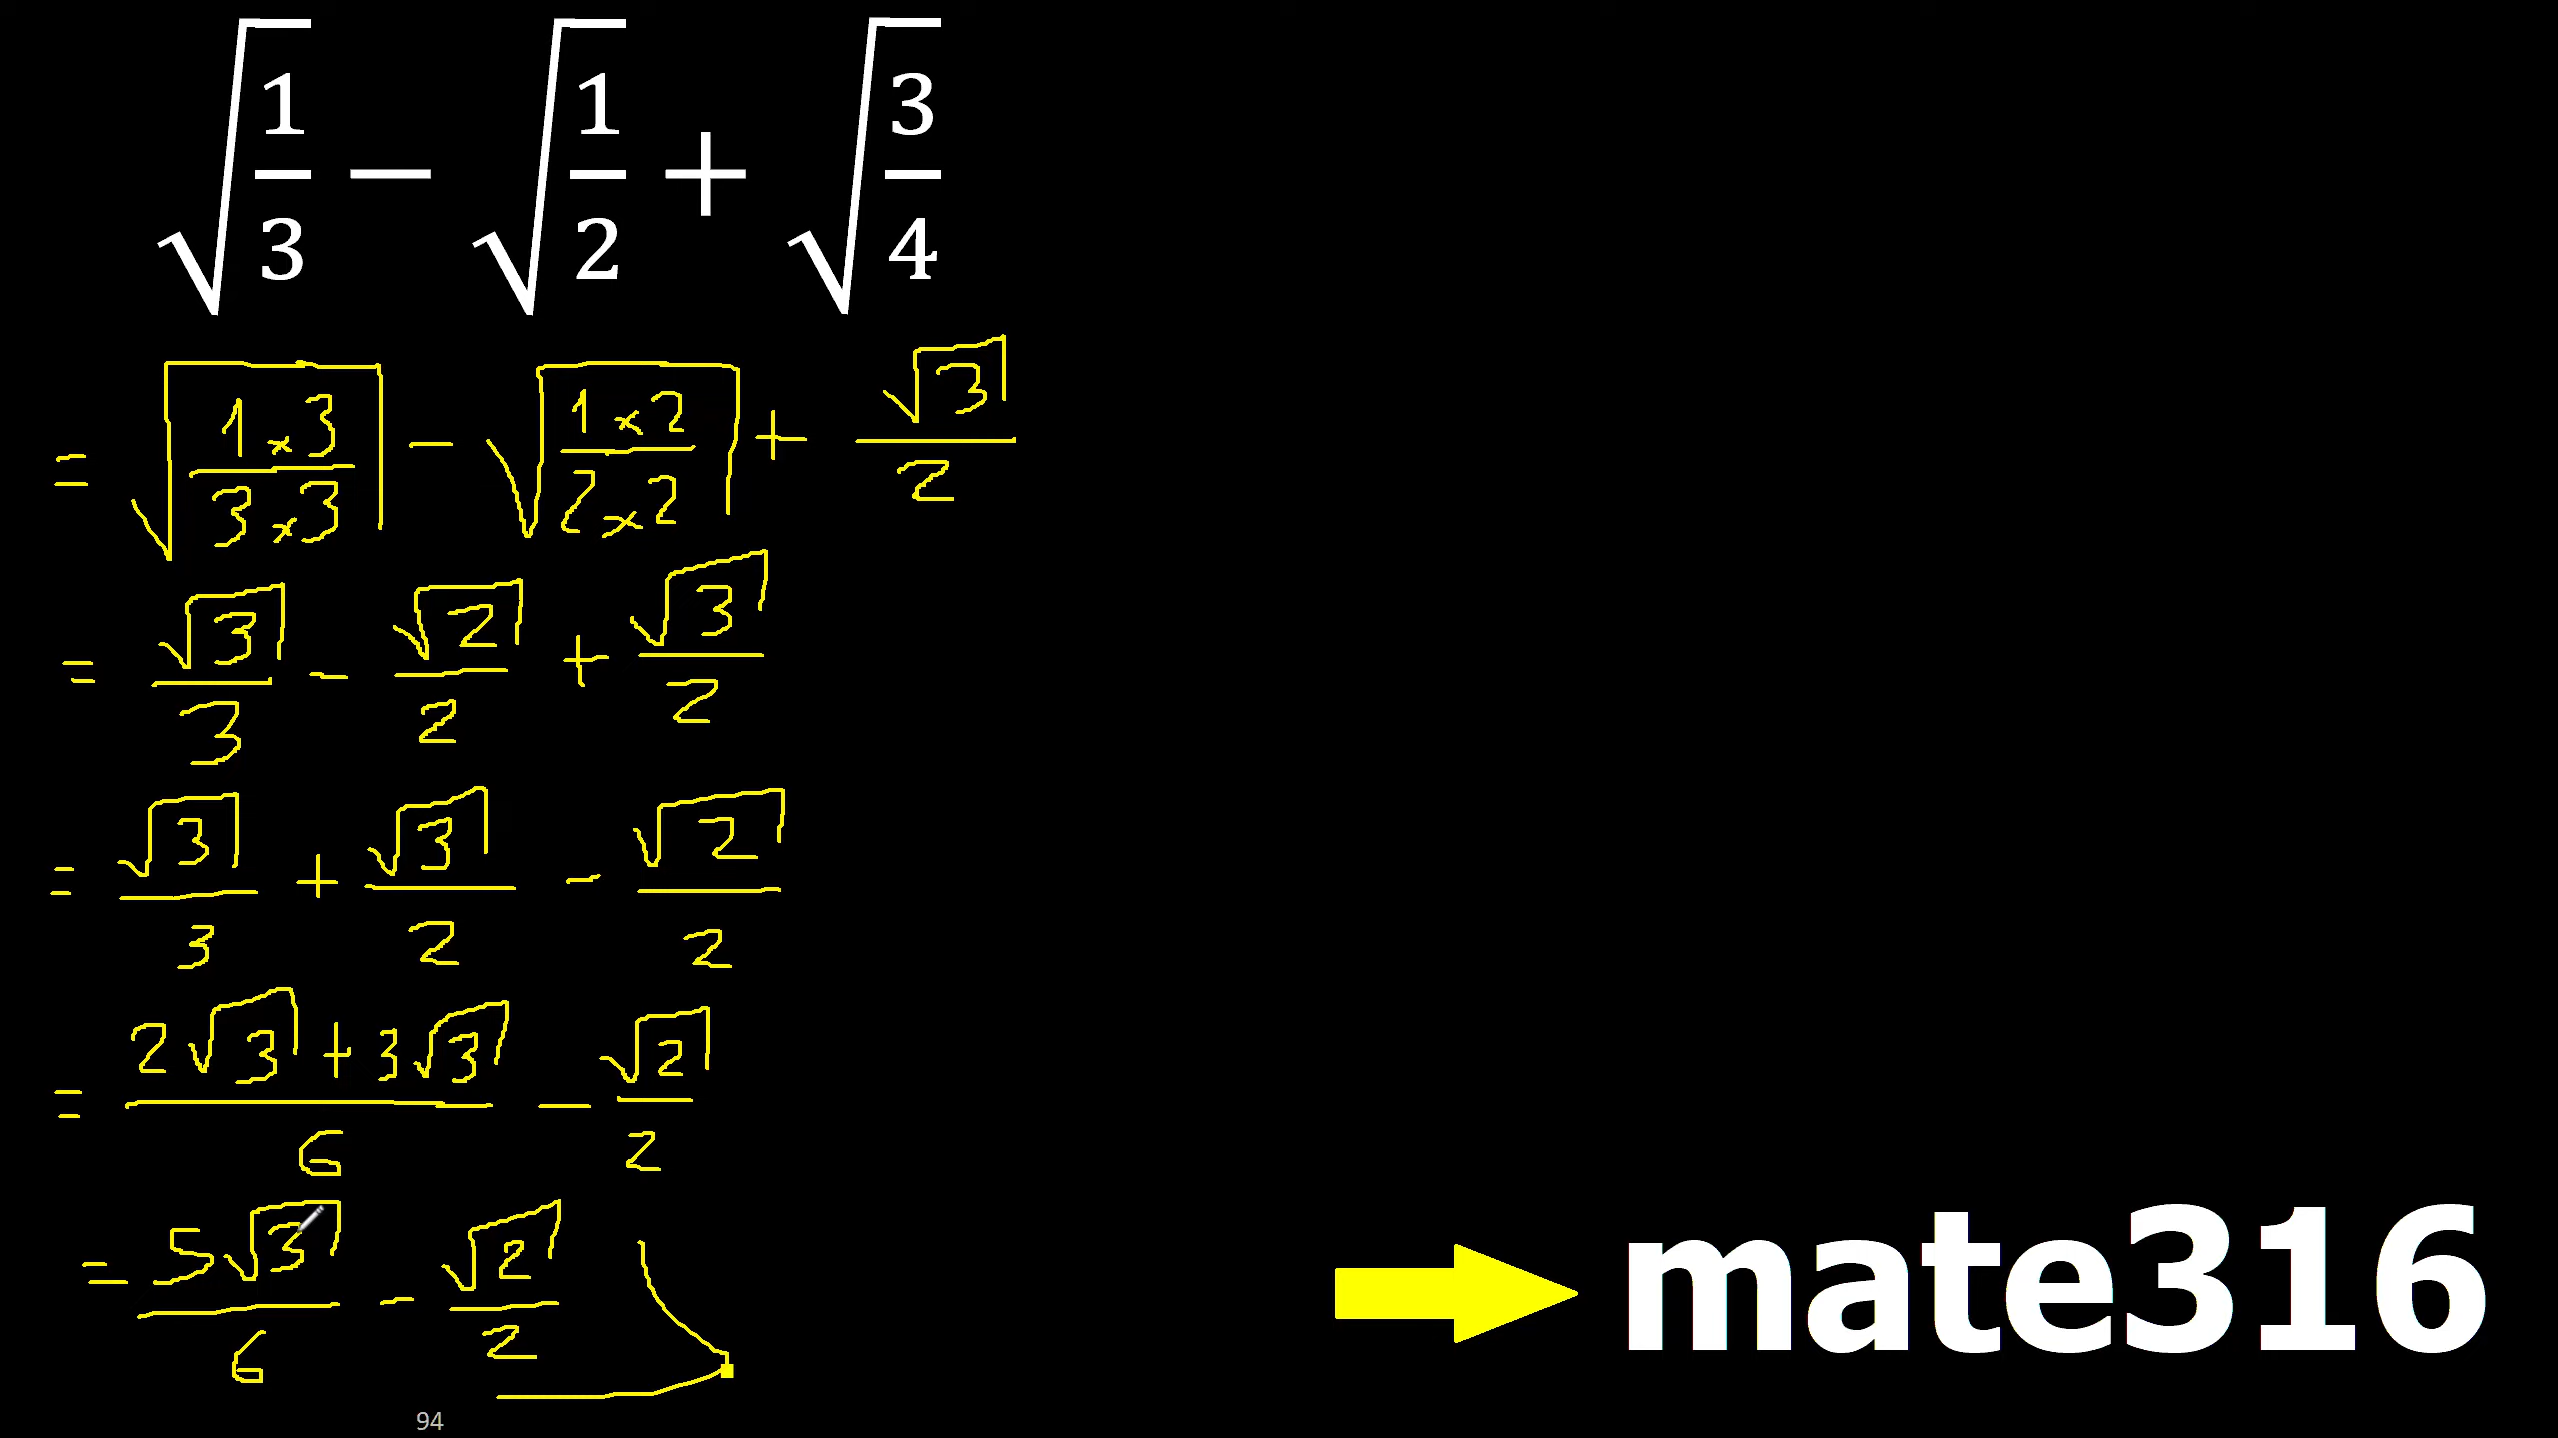 √(1/3) − √(1/2) + √(3/4)
= √((1×3)/(3×3)) − √((1×2)/(2×2)) + √3/2
= √3/3 − √2/2 + √3/2
= √3/3 + √3/2 − √2/2
= (2√3 + 3√3)/6 − √2/2
= 5√3/6 − √2/2
mate316
94